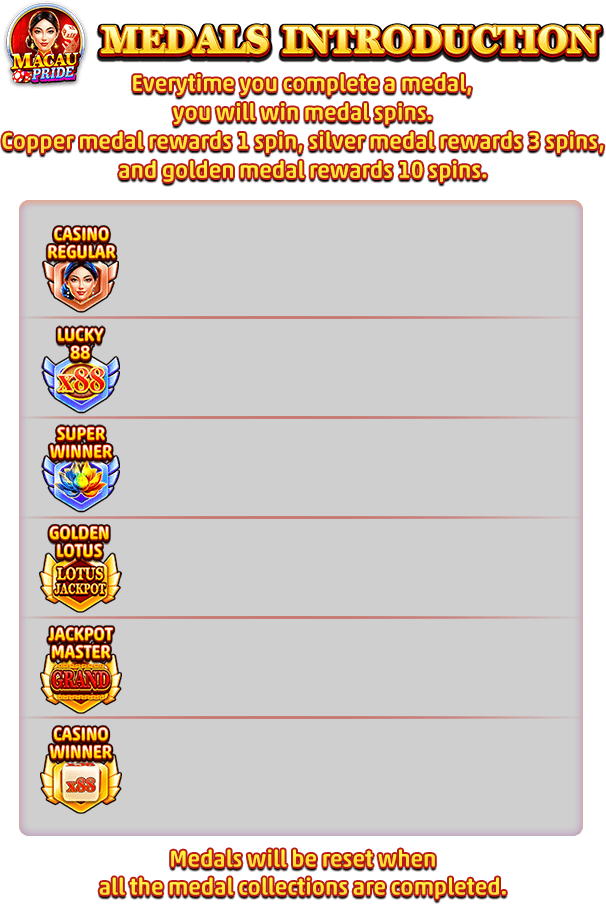 MACAU
PRIDE
MEDALS INTRODUCTION
Everytime you complete a medal,
you will win medal spins.
Copper medal rewards 1 spin, silver medal rewards 3 spins,
and golden medal rewards 10 spins.
CASINO
REGULAR
LUCKY
88
x88
SUPER
WINNER
GOLDEN
LOTUS
LOTUS
JACKPOT
JACKPOT
MASTER
GRAND
CASINO
WINNER
x88
Medals will be reset when
all the medal collections are completed.